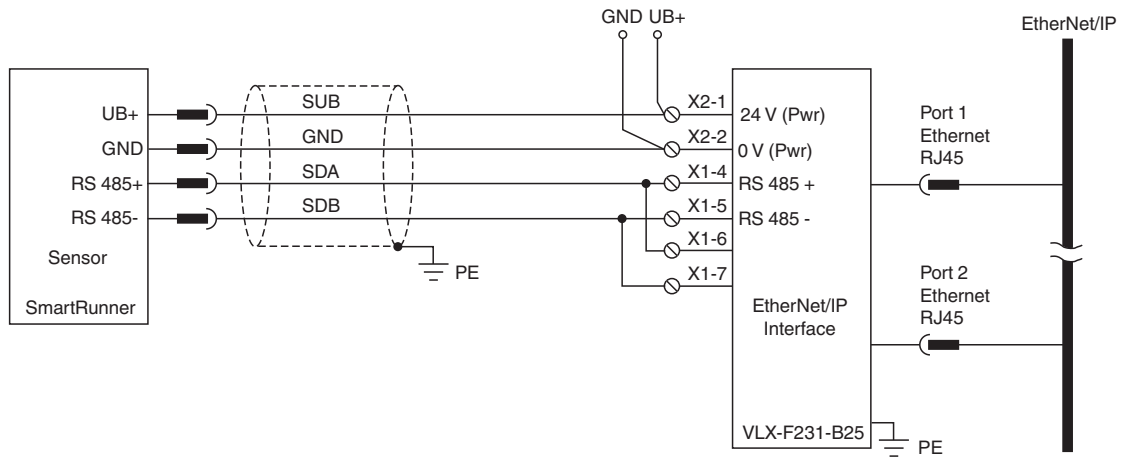 GND UB+
EtherNet/IP
UB+
GND
RS 485+
RS 485-
Sensor
SmartRunner
SUB
GND
SDA
SDB
PE
X2-1
X2-2
X1-4
X1-5
X1-6
X1-7
24 V (Pwr)
0 V (Pwr)
RS 485 +
RS 485 -
EtherNet/IP
Interface
VLX-F231-B25
PE
Port 1
Ethernet
RJ45
Port 2
Ethernet
RJ45